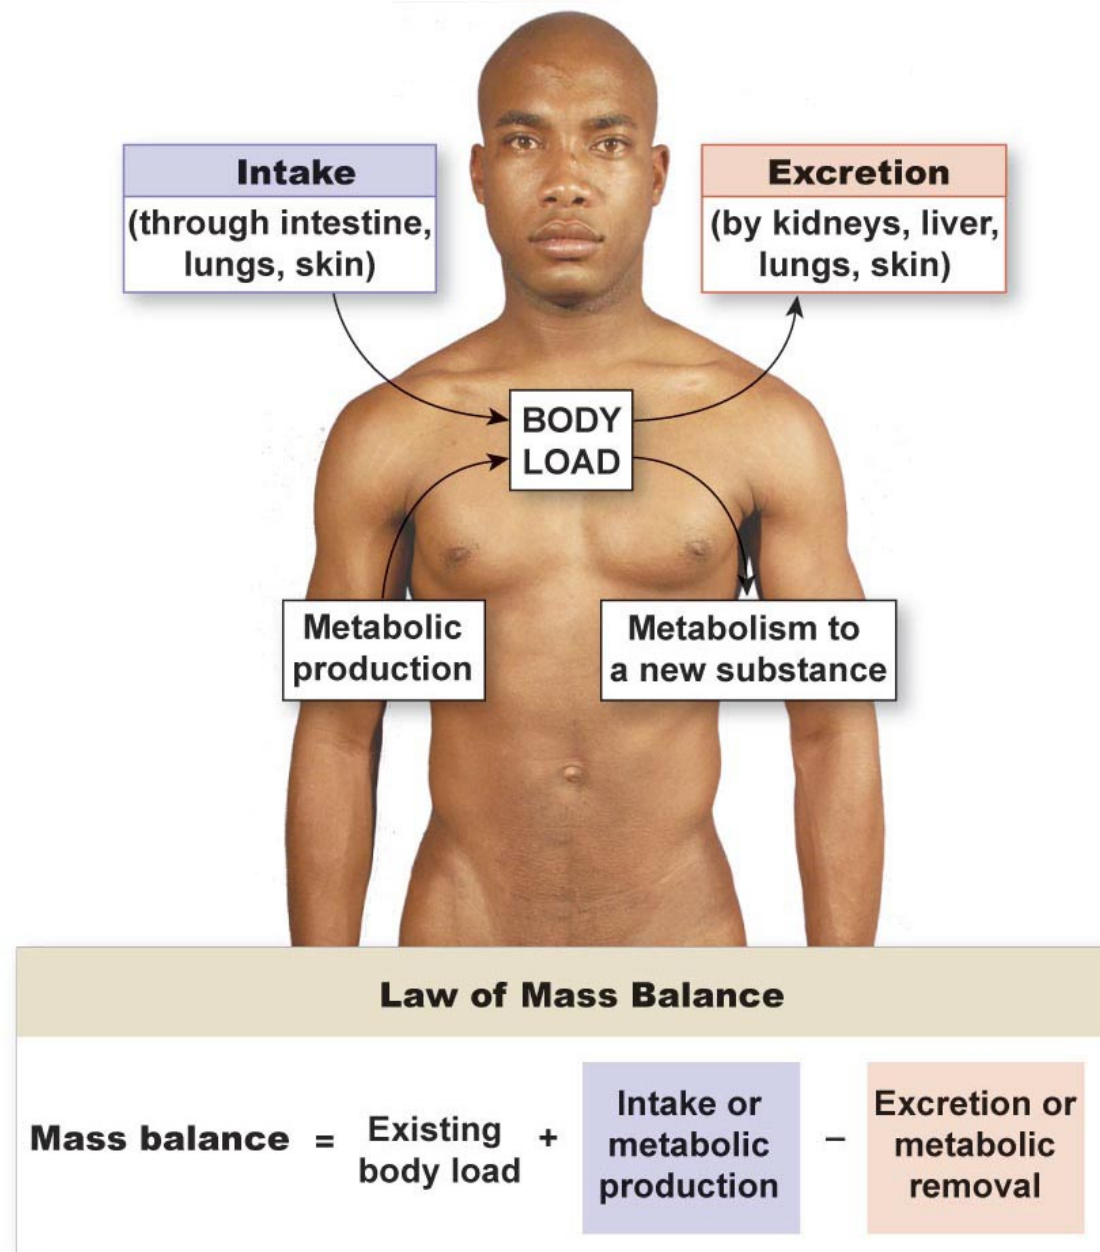 Intake
(through intestine,
lungs, skin)
Excretion
(by kidneys, liver,
lungs, skin)
BODY
LOAD
Metabolic
production
Metabolism to
a new substance
Law of Mass Balance
Mass balance = Existing
body load + Intake or
metabolic
production – Excretion or
metabolic
removal